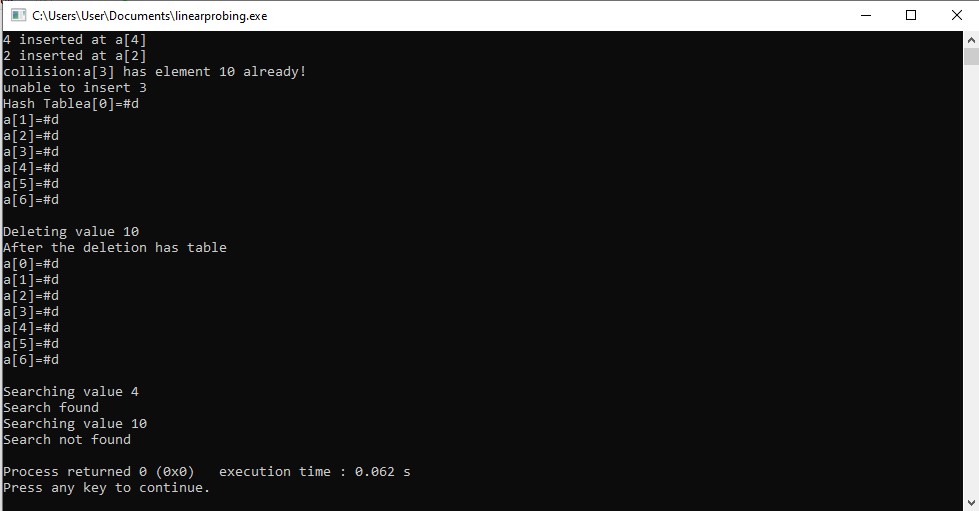 C:\Users\User\Documents\linearprobing.exe
4 inserted at a[4]
2 inserted at a[2]
collision:a[3] has element 10 already!
unable to insert 3
Hash Tablea[0]=#d
a[1]=#d
a[2]=#d
a[3]=#d
a[4]=#d
a[5]=#d
a[6]=#d
Deleting value 10
After the deletion has table
a[0]=#d
a[1]=#d
a[2]=#d
a[3]=#d
a[4]=#d
a[5]=#d
a[6]=#d
Searching value 4
Search found
Searching value 10
Search not found
Process returned 0 (0x0)   execution time : 0.062 s
Press any key to continue.